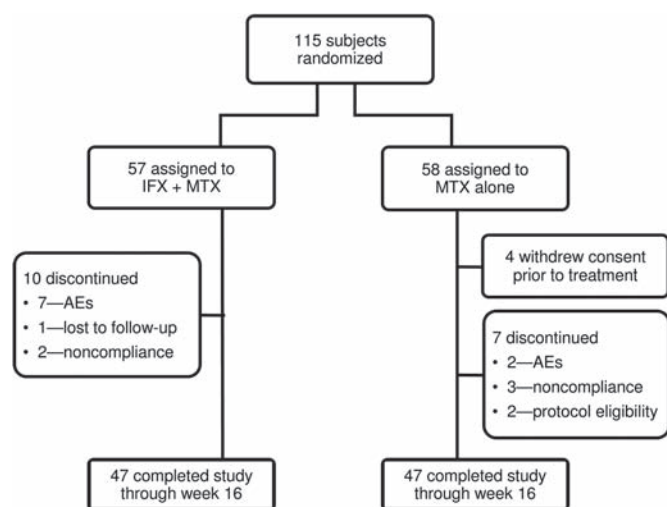 115 subjects
randomized
57 assigned to
IFX + MTX
58 assigned to
MTX alone
4 withdrew consent
prior to treatment
10 discontinued
• 7—AEs
• 1—lost to follow-up
• 2—noncompliance
7 discontinued
• 2—AEs
• 3—noncompliance
• 2—protocol eligibility
47 completed study
through week 16
47 completed study
through week 16